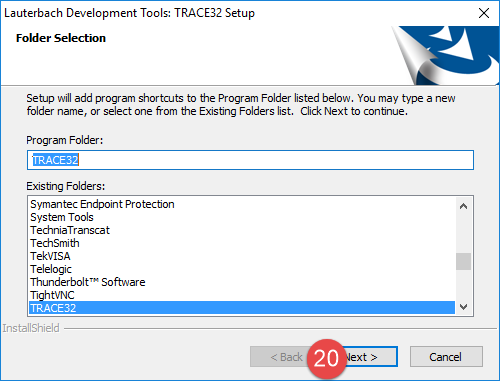 Lauterbach Development Tools: TRACE32 Setup
Folder Selection
Setup will add program shortcuts to the Program Folder listed below. You may type a new
folder name, or select one from the Existing Folders list. Click Next to continue.
Program Folder:
TRACE32
Existing Folders:
Symantec Endpoint Protection
System Tools
TechniaTranscat
TechSmith
TekVISA
Telelogic
Thunderbolt™ Software
TightVNC
TRACE32
InstallShield
< Back 20 Next > Cancel